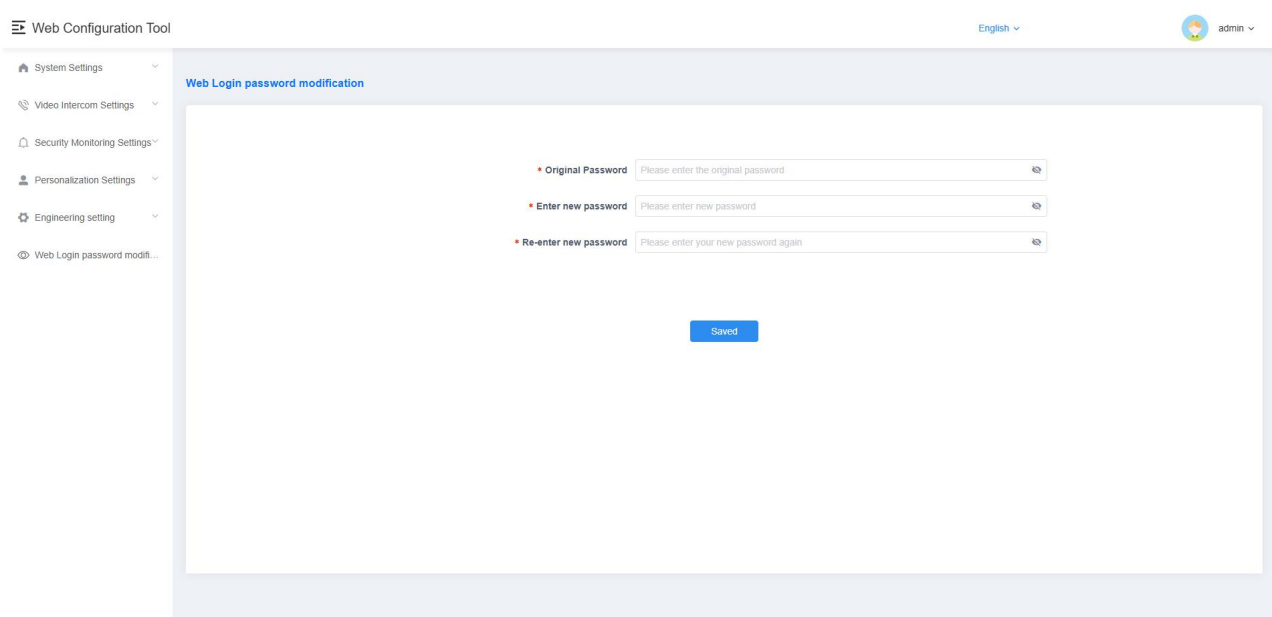 Web Configuration Tool
English
admin
System Settings
Video Intercom Settings
Security Monitoring Settings
Personalization Settings
Engineering setting
Web Login password modifi...
Web Login password modification
* Original Password Please enter the original password
* Enter new password Please enter new password
* Re-enter new password Please enter your new password again
Saved